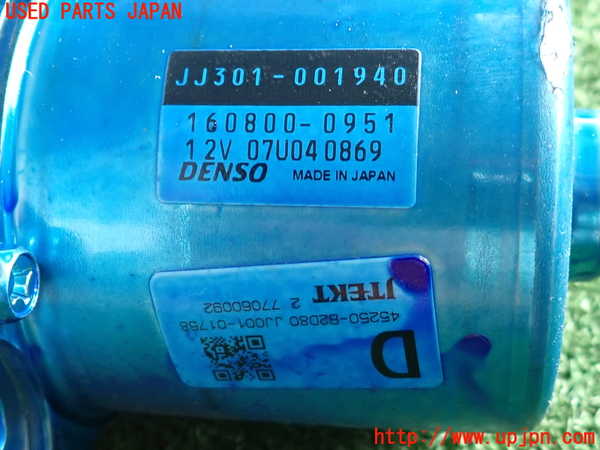 USED PARTS JAPAN
JJ301-001940
160800-0951
12V 07U040869
DENSO MADE IN JAPAN
D
45250-B2080 JJ001-01758
JTEKT 2 77060092
http://www.upjpn.com/